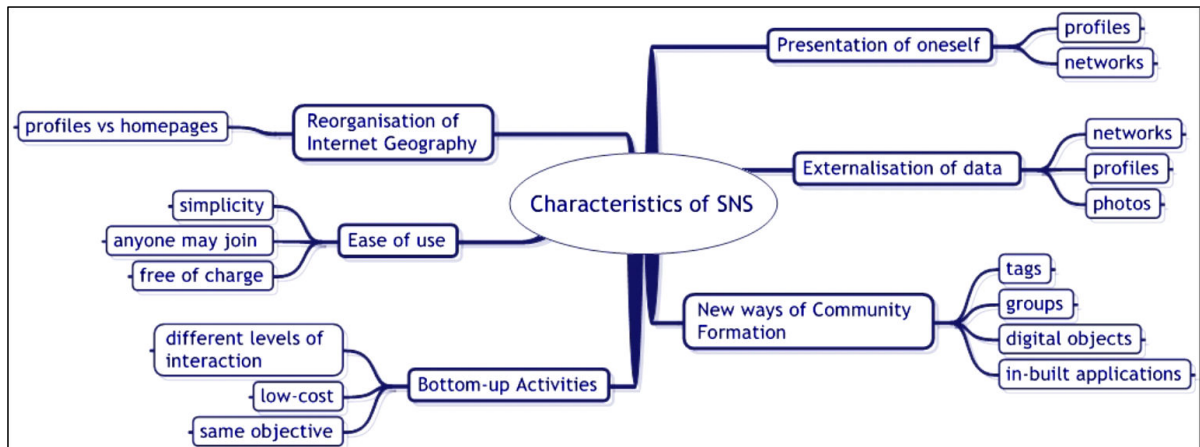 Characteristics of SNS
Presentation of oneself
profiles
networks
Externalisation of data
networks
profiles
photos
New ways of Community
Formation
tags
groups
digital objects
in-built applications
Reorganisation of
Internet Geography
profiles vs homepages
Ease of use
simplicity
anyone may join
free of charge
Bottom-up Activities
different levels of
interaction
low-cost
same objective